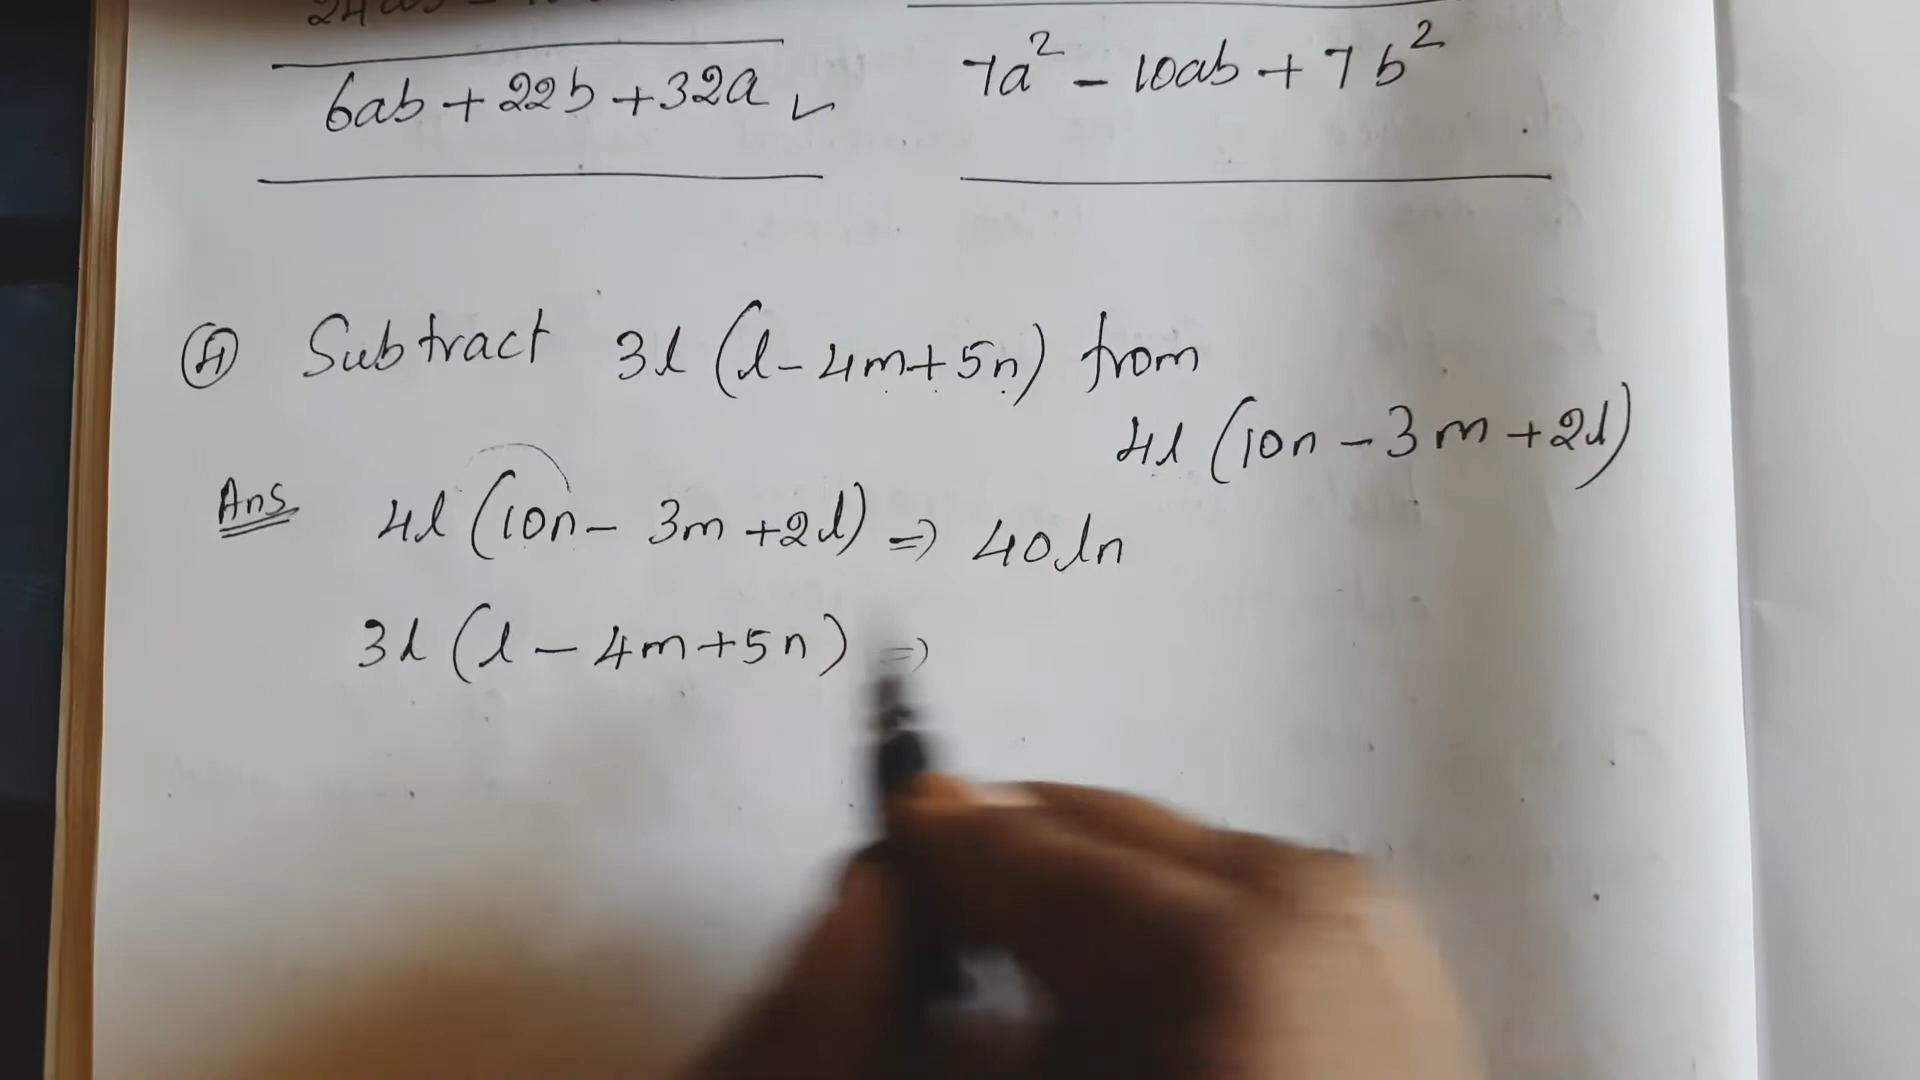 6ab + 22b + 32a ✓
7a² - 10ab + 7b²
④ Subtract 3l (l - 4m + 5n) from
4l (10n - 3m + 2l)
Ans 4l (10n - 3m + 2l) ⇒ 40ln
3l (l - 4m + 5n) ⇒